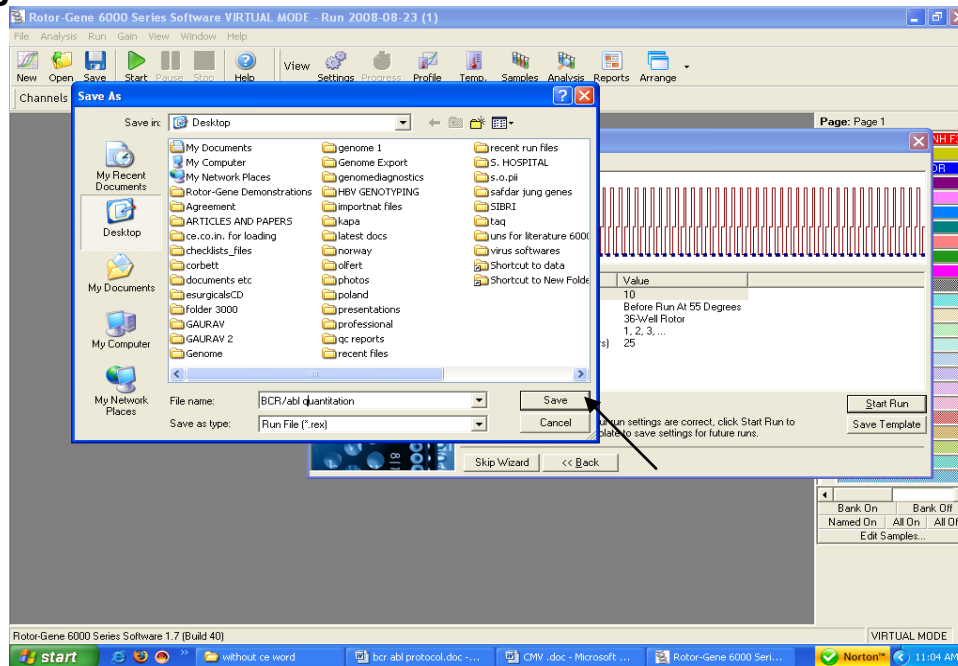 Rotor-Gene 6000 Series Software VIRTUAL MODE - Run 2008-08-23 (1)
File Analysis Run Gain View Window Help
New Open Save Start Pause Stop Help View Settings Progress Profile Temp. Samples Analysis Reports Arrange
Channels
Save As
Save in: Desktop
My Recent Documents
Desktop
My Documents
My Computer
My Network Places
My Documents
My Computer
My Network Places
Rotor-Gene Demonstrations
Agreement
ARTICLES AND PAPERS
ce.co.in. for loading
checklists_files
corbett
documents etc
esurgicalsCD
folder 3000
GAURAV
GAURAV 2
Genome
genome 1
Genome Export
genomediagnostics
HBV GENOTYPING
importnat files
kapa
latest docs
norway
olfert
photos
poland
presentations
professional
qc reports
recent files
recent run files
S. HOSPITAL
s.o.pii
safdar jung genes
SIBRI
taq
uns for literature 600
virus softwares
Shortcut to data
Shortcut to New Folde
File name: BCR/abl quantitation
Save as type: Run File (*.rex)
Save
Cancel
Page: Page 1
Value
10
Before Run At 55 Degrees
36-Well Rotor
1, 2, 3, ...
25
Start Run
run settings are correct, click Start Run to
plate to save settings for future runs.
Save Template
Skip Wizard << Back
Bank On Bank Off
Named On All On All Of
Edit Samples...
Rotor-Gene 6000 Series Software 1.7 (Build 40)
VIRTUAL MODE
start without ce word bcr abl protocol.doc -... CMV .doc - Microsoft ... Rotor-Gene 6000 Seri... Norton™ 11:04 AM